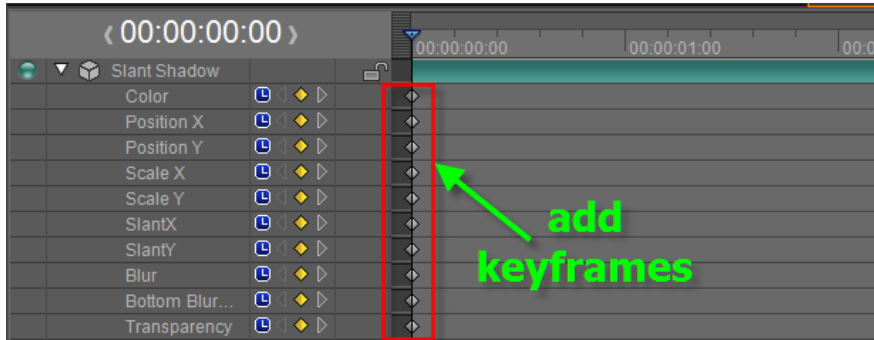 00:00:00:00
00:00:00:00 00:00:01:00 00:0
Slant Shadow
Color
Position X
Position Y
Scale X
Scale Y
SlantX
SlantY
Blur
Bottom Blur...
Transparency
add
keyframes